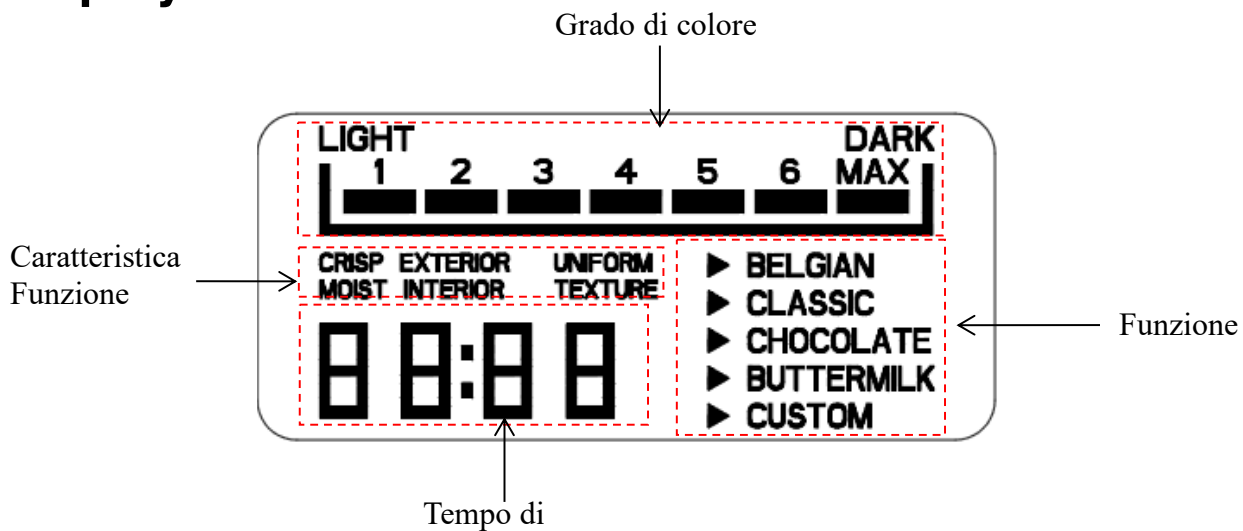 Grado di colore
LIGHT DARK
1 2 3 4 5 6 MAX
Caratteristica
Funzione
CRISP EXTERIOR UNIFORM
MOIST INTERIOR TEXTURE
▶ BELGIAN
▶ CLASSIC
▶ CHOCOLATE
▶ BUTTERMILK
▶ CUSTOM
Funzione
88:88
Tempo di